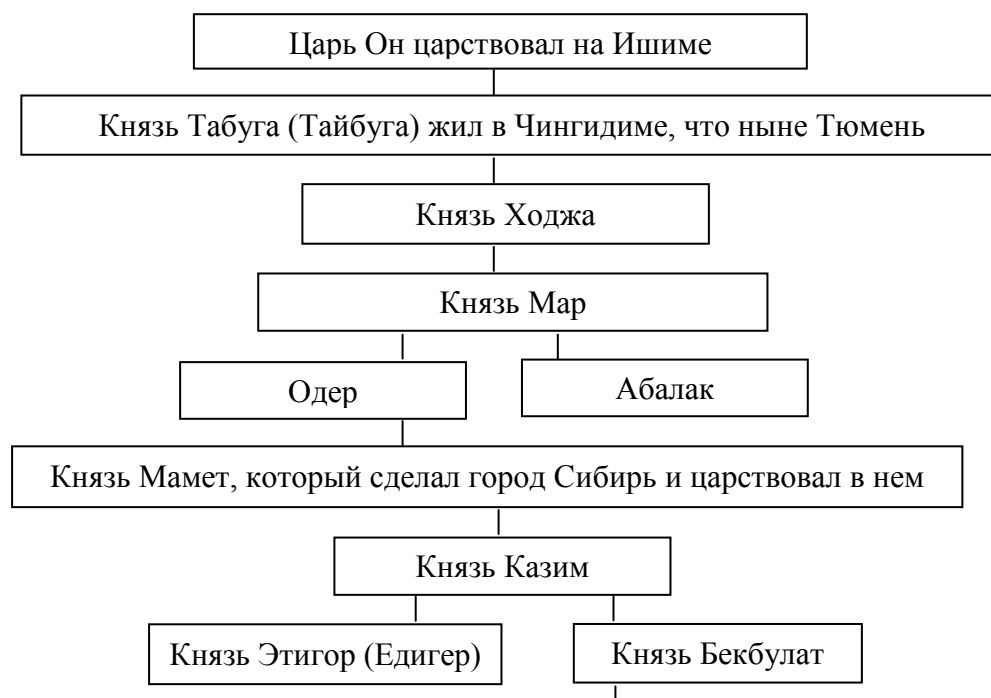 Царь Он царствовал на Ишиме
Князь Табуга (Тайбуга) жил в Чингидиме, что ныне Тюмень
Князь Ходжа
Князь Мар
Одер
Абалак
Князь Мамет, который сделал город Сибирь и царствовал в нем
Князь Казим
Князь Этигор (Едигер)
Князь Бекбулат